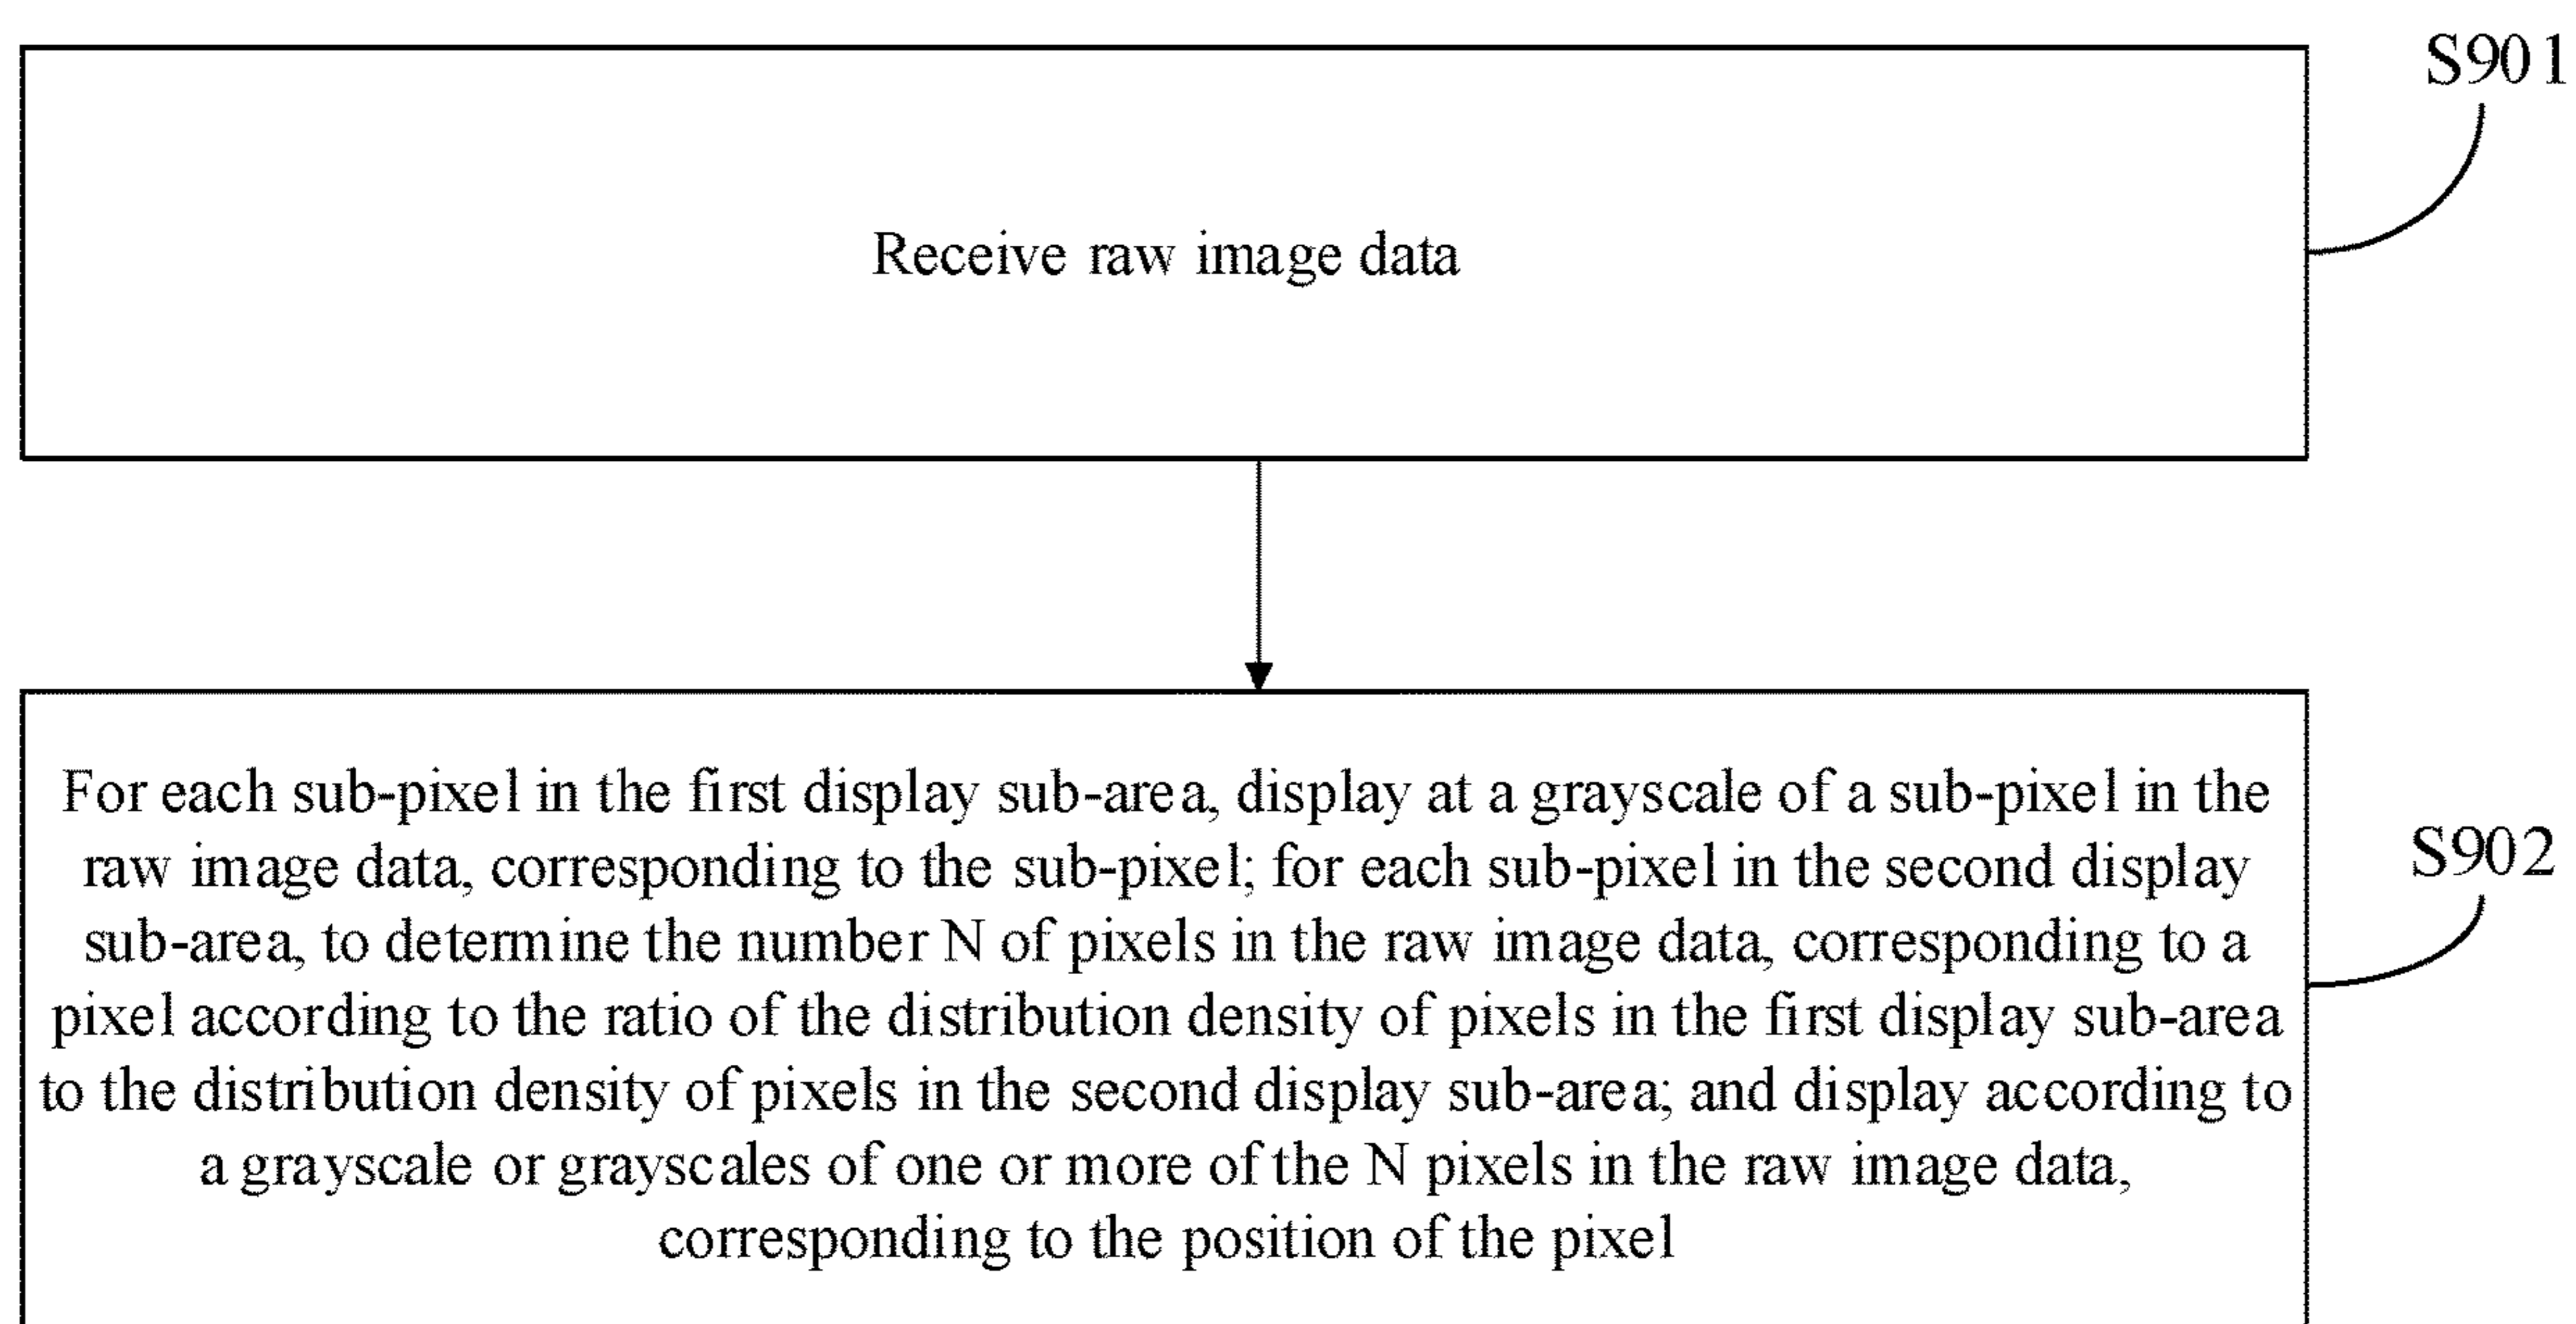 S901
Receive raw image data
For each sub-pixel in the first display sub-area, display at a grayscale of a sub-pixel in the
raw image data, corresponding to the sub-pixel; for each sub-pixel in the second display
sub-area, to determine the number N of pixels in the raw image data, corresponding to a
pixel according to the ratio of the distribution density of pixels in the first display sub-area
to the distribution density of pixels in the second display sub-area; and display according to
a grayscale or grayscales of one or more of the N pixels in the raw image data,
corresponding to the position of the pixel
S902